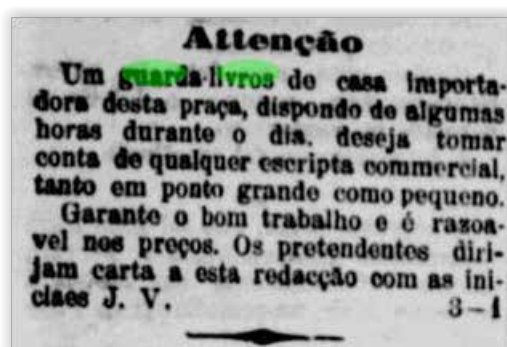 Attenção
Um guarda-livros de casa importa-
dora desta praça, dispondo de algumas
horas durante o dia, deseja tomar
conta de qualquer escripta commercial,
tanto em ponto grande como pequeno.
Garante o bom trabalho e é razoa-
vel nos preços. Os pretendentes diri-
jam carta a esta redacção com as ini-
ciaes J. V. 3-1